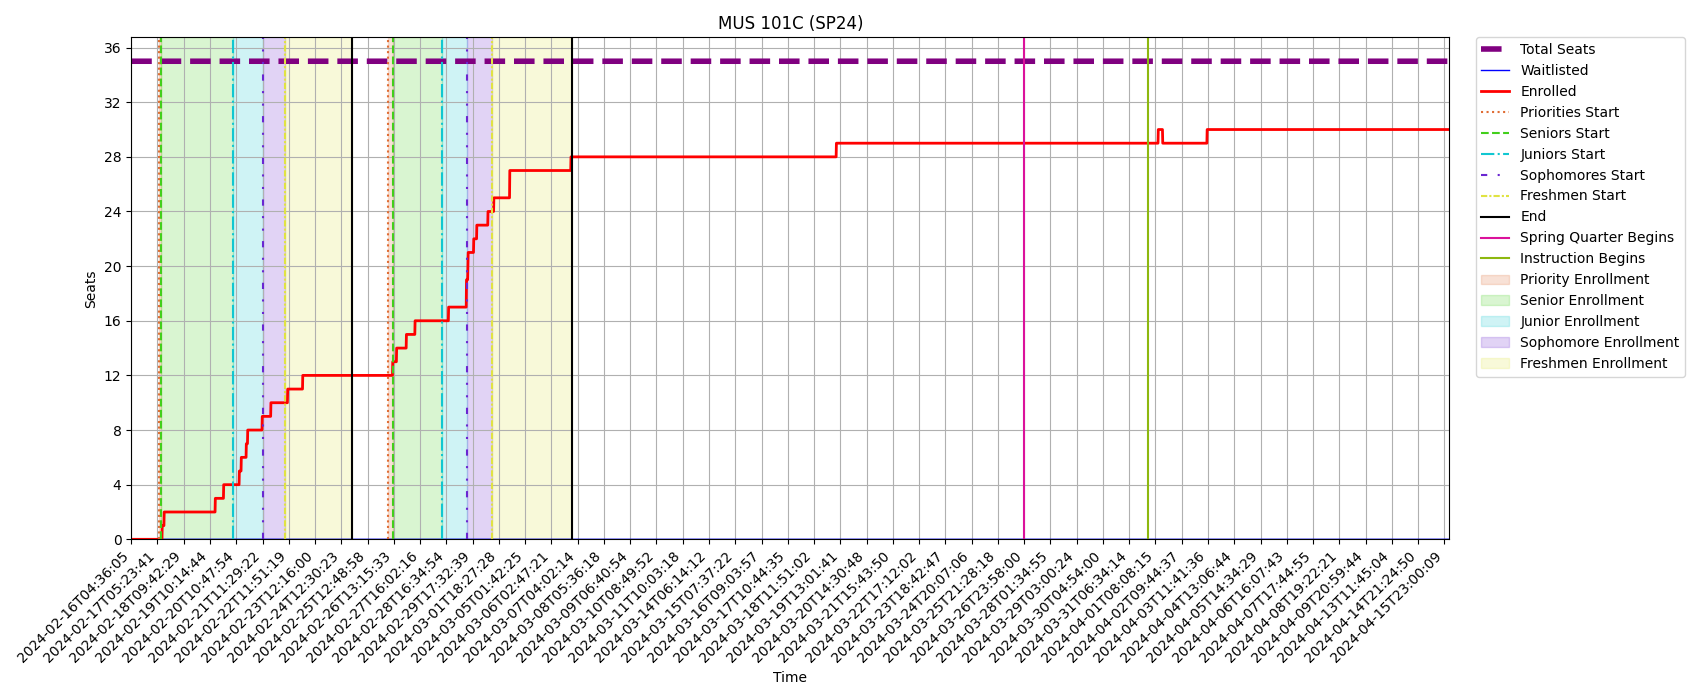 MUS 101C (SP24)
36
32
28
24
20
16
12
8
4
0
Seats
2024-02-16T04:36:05
2024-02-17T05:23:41
2024-02-18T09:42:29
2024-02-19T10:14:44
2024-02-20T10:47:54
2024-02-21T11:29:22
2024-02-22T11:51:19
2024-02-23T12:16:00
2024-02-24T12:30:23
2024-02-25T12:48:58
2024-02-26T13:15:33
2024-02-27T16:02:16
2024-02-28T16:34:54
2024-02-29T17:32:39
2024-03-01T18:27:28
2024-03-05T01:42:25
2024-03-06T02:47:21
2024-03-07T04:02:14
2024-03-08T05:36:18
2024-03-09T06:40:54
2024-03-10T08:49:52
2024-03-11T10:03:18
2024-03-14T06:14:12
2024-03-15T07:37:22
2024-03-16T09:03:57
2024-03-17T10:44:35
2024-03-18T11:51:02
2024-03-19T13:01:41
2024-03-20T14:30:48
2024-03-21T15:43:50
2024-03-22T17:12:02
2024-03-23T18:42:47
2024-03-24T20:07:06
2024-03-25T21:28:18
2024-03-26T23:58:00
2024-03-28T01:34:55
2024-03-29T03:00:24
2024-03-30T04:54:00
2024-03-31T06:34:14
2024-04-01T08:08:15
2024-04-02T09:44:37
2024-04-03T11:41:36
2024-04-04T13:06:44
2024-04-05T14:34:29
2024-04-06T16:07:43
2024-04-07T17:44:55
2024-04-08T19:22:21
2024-04-09T20:59:44
2024-04-13T11:45:04
2024-04-14T21:24:50
2024-04-15T23:00:09
Time
Total Seats
Waitlisted
Enrolled
Priorities Start
Seniors Start
Juniors Start
Sophomores Start
Freshmen Start
End
Spring Quarter Begins
Instruction Begins
Priority Enrollment
Senior Enrollment
Junior Enrollment
Sophomore Enrollment
Freshmen Enrollment